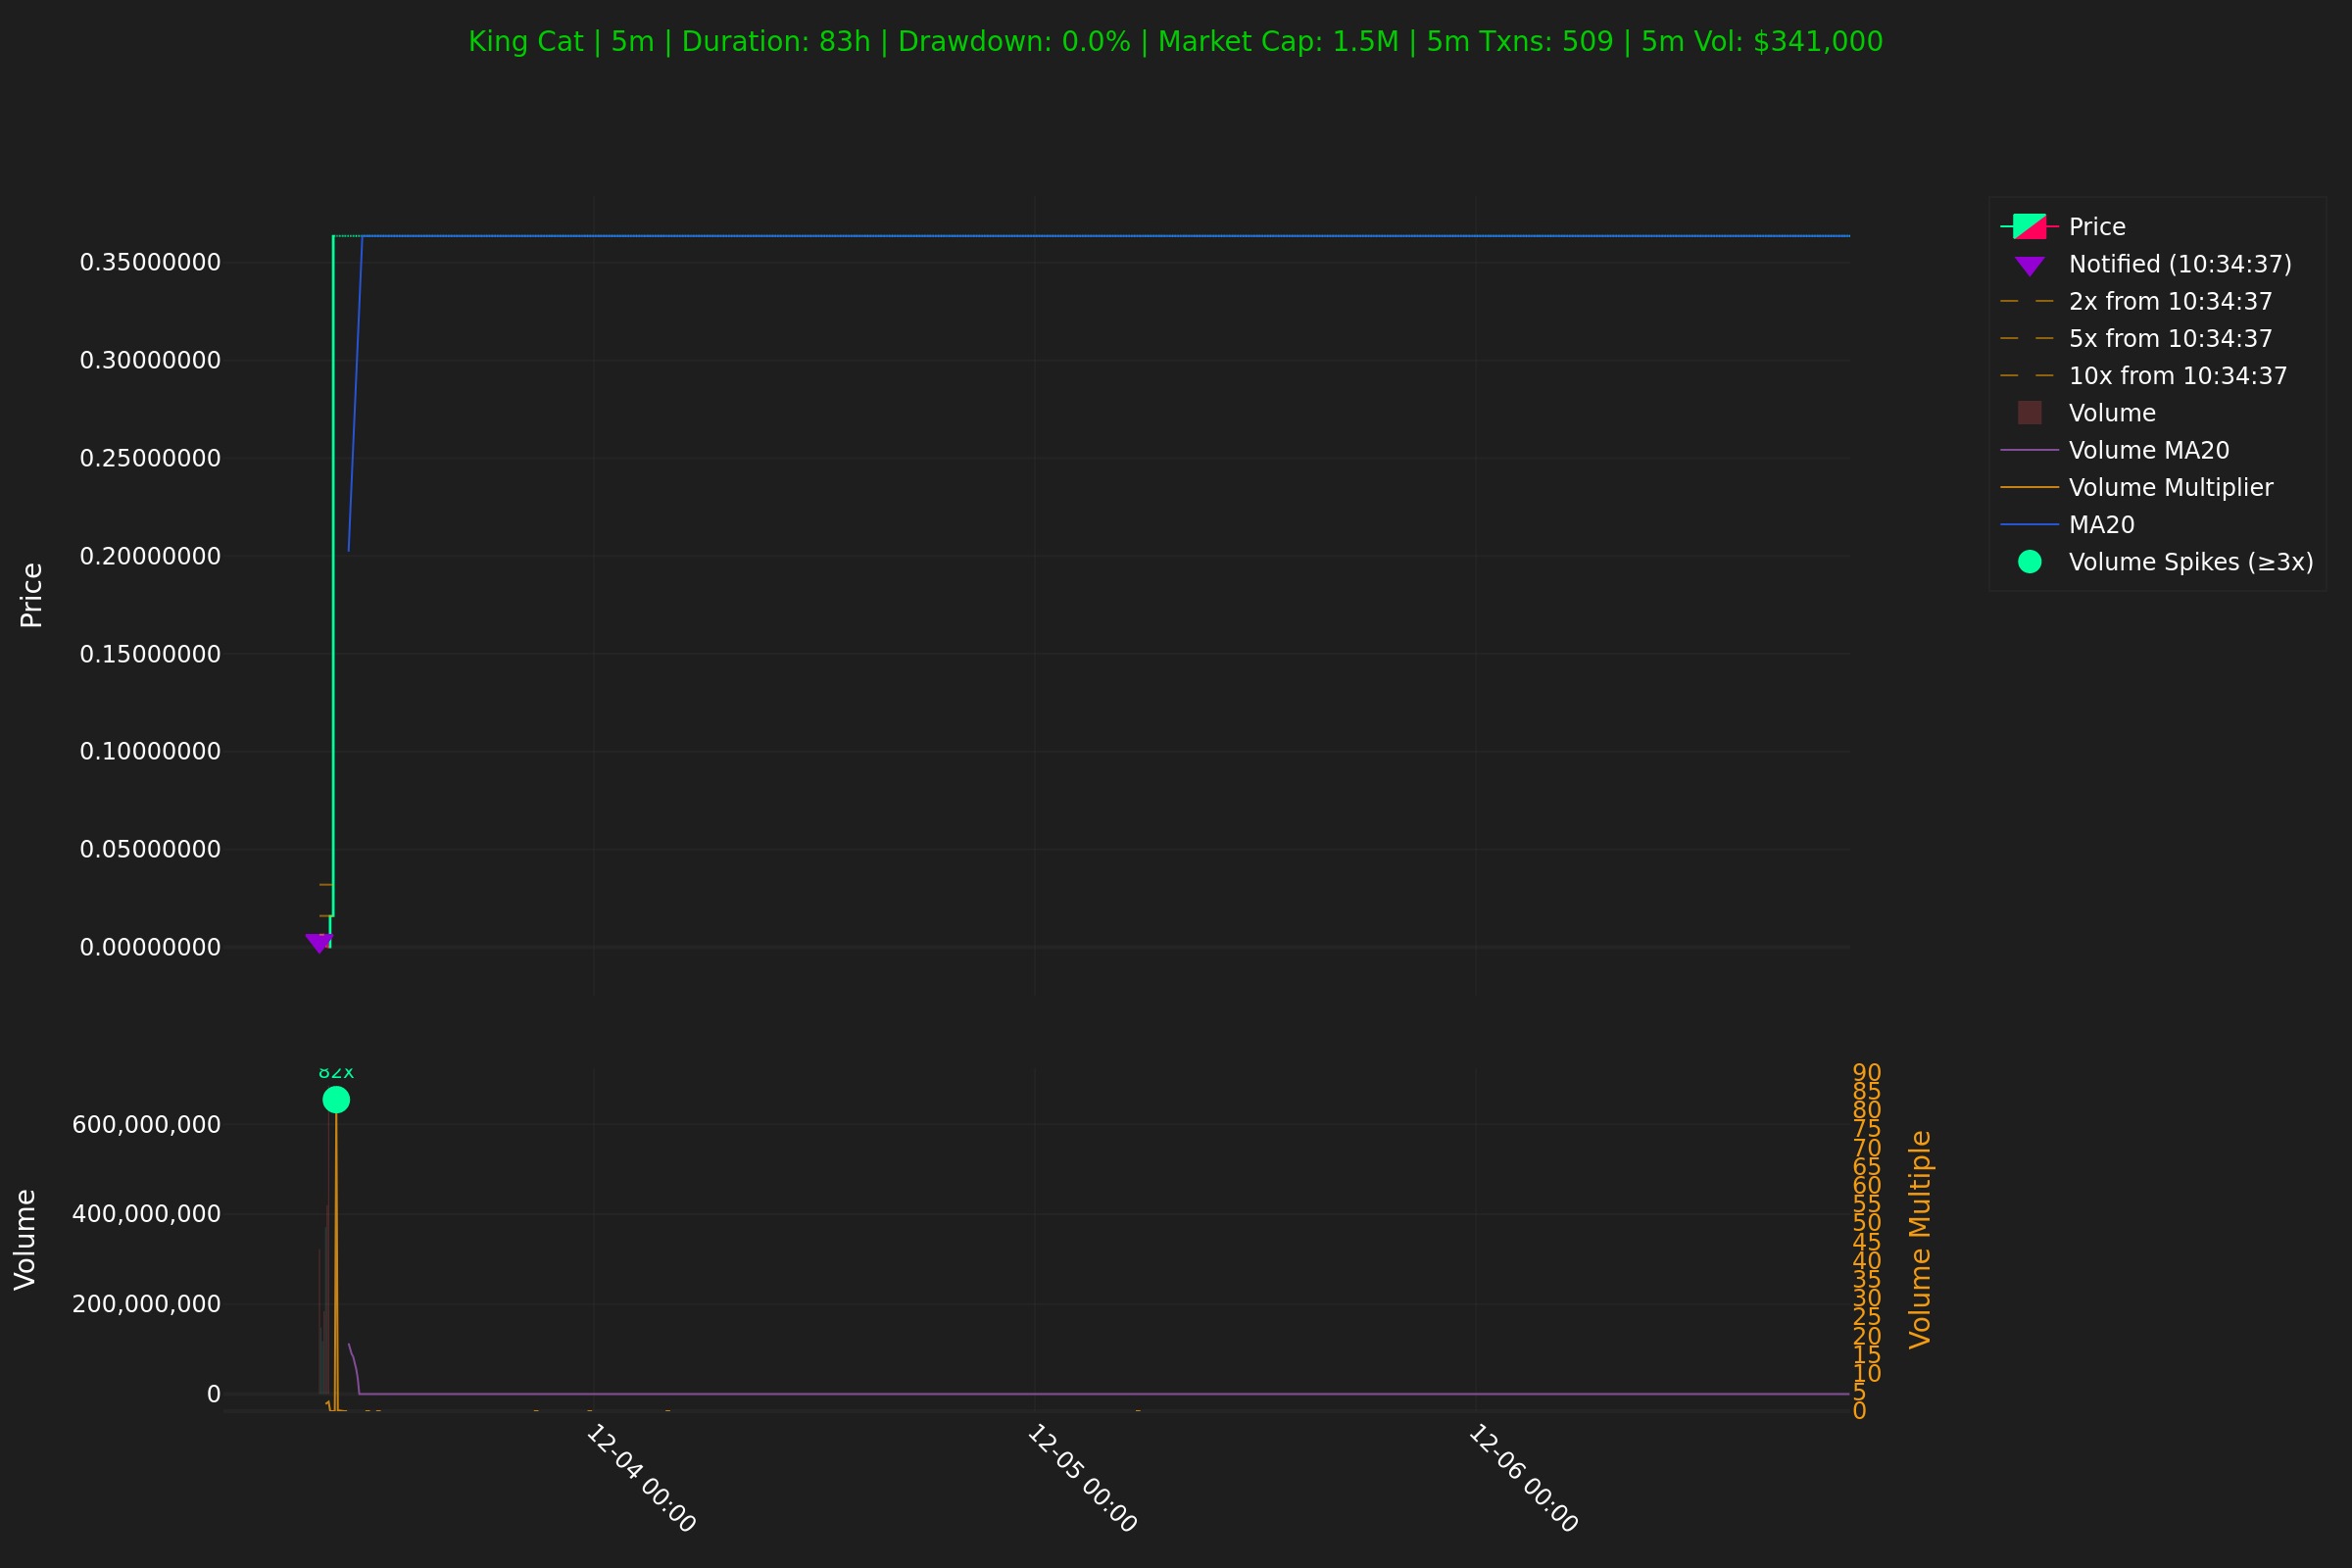 King Cat | 5m | Duration: 83h | Drawdown: 0.0% | Market Cap: 1.5M | 5m Txns: 509 | 5m Vol: $341,000
Price
0.35000000
0.30000000
0.25000000
0.20000000
0.15000000
0.10000000
0.05000000
0.00000000
Price
Notified (10:34:37)
2x from 10:34:37
5x from 10:34:37
10x from 10:34:37
Volume
Volume MA20
Volume Multiplier
MA20
Volume Spikes (≥3x)
82x
Volume
600,000,000
400,000,000
200,000,000
0
90
85
80
75
70
65
60
55
50
45
40
35
30
25
20
15
10
5
0
Volume Multiple
12-04 00:00
12-05 00:00
12-06 00:00